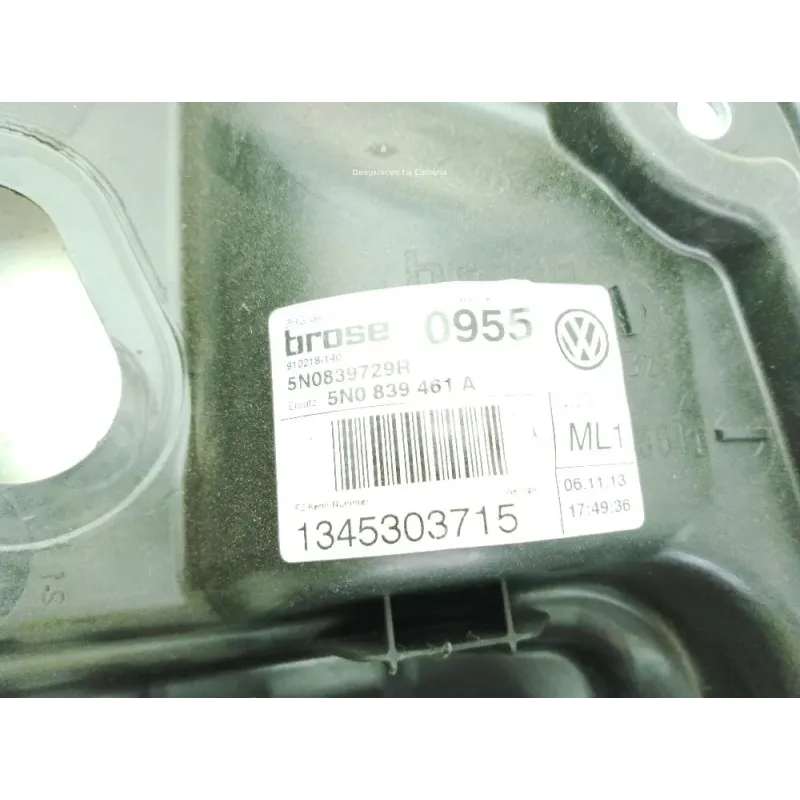 Desguaces La Cabaña
brose
brose 0955
910218-140
5N0839729R
Ersatz: 5N0 839 461 A
ML1
06.11.13
17:49:36
1345303715